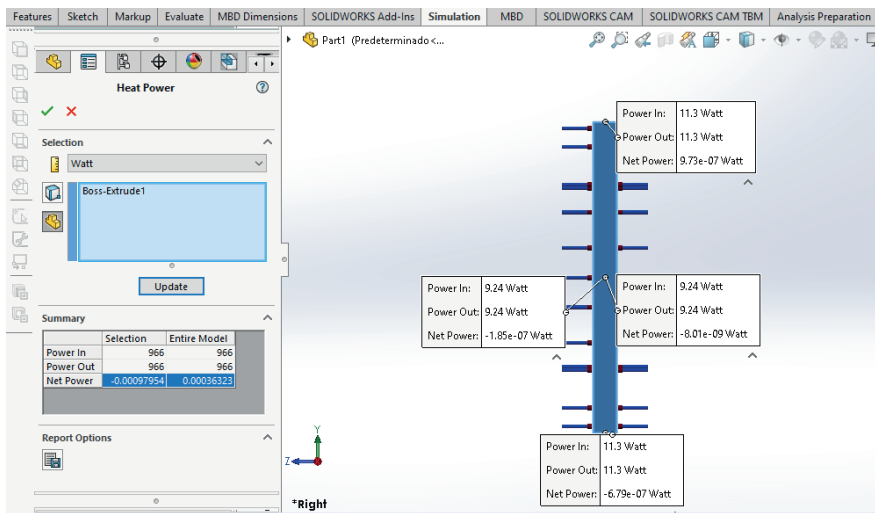 Features Sketch Markup Evaluate MBD Dimensions SOLIDWORKS Add-Ins Simulation MBD SOLIDWORKS CAM SOLIDWORKS CAM TBM Analysis Preparation
Part1 (Predeterminado<...
Heat Power
Selection
Watt
Boss-Extrude1
Update
Summary
Selection Entire Model
Power In 966 966
Power Out 966 966
Net Power -0.00097954 0.00036323
Report Options
Power In: 11.3 Watt
Power Out: 11.3 Watt
Net Power: 9.73e-07 Watt
Power In: 9.24 Watt
Power Out: 9.24 Watt
Net Power: -1.85e-07 Watt
Power In: 9.24 Watt
Power Out: 9.24 Watt
Net Power: -8.01e-09 Watt
Power In: 11.3 Watt
Power Out: 11.3 Watt
Net Power: -6.79e-07 Watt
Y
Z
*Right